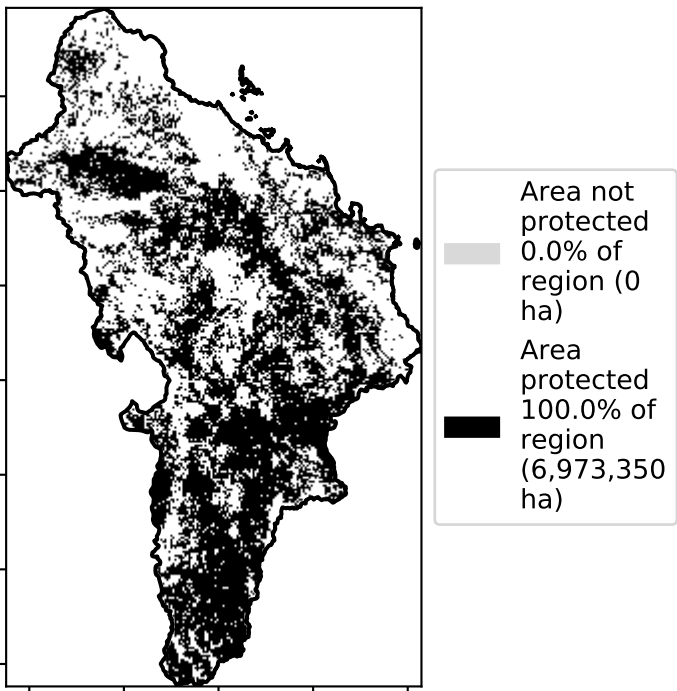 Area not
protected
0.0% of
region (0
ha)
Area
protected
100.0% of
region
(6,973,350
ha)